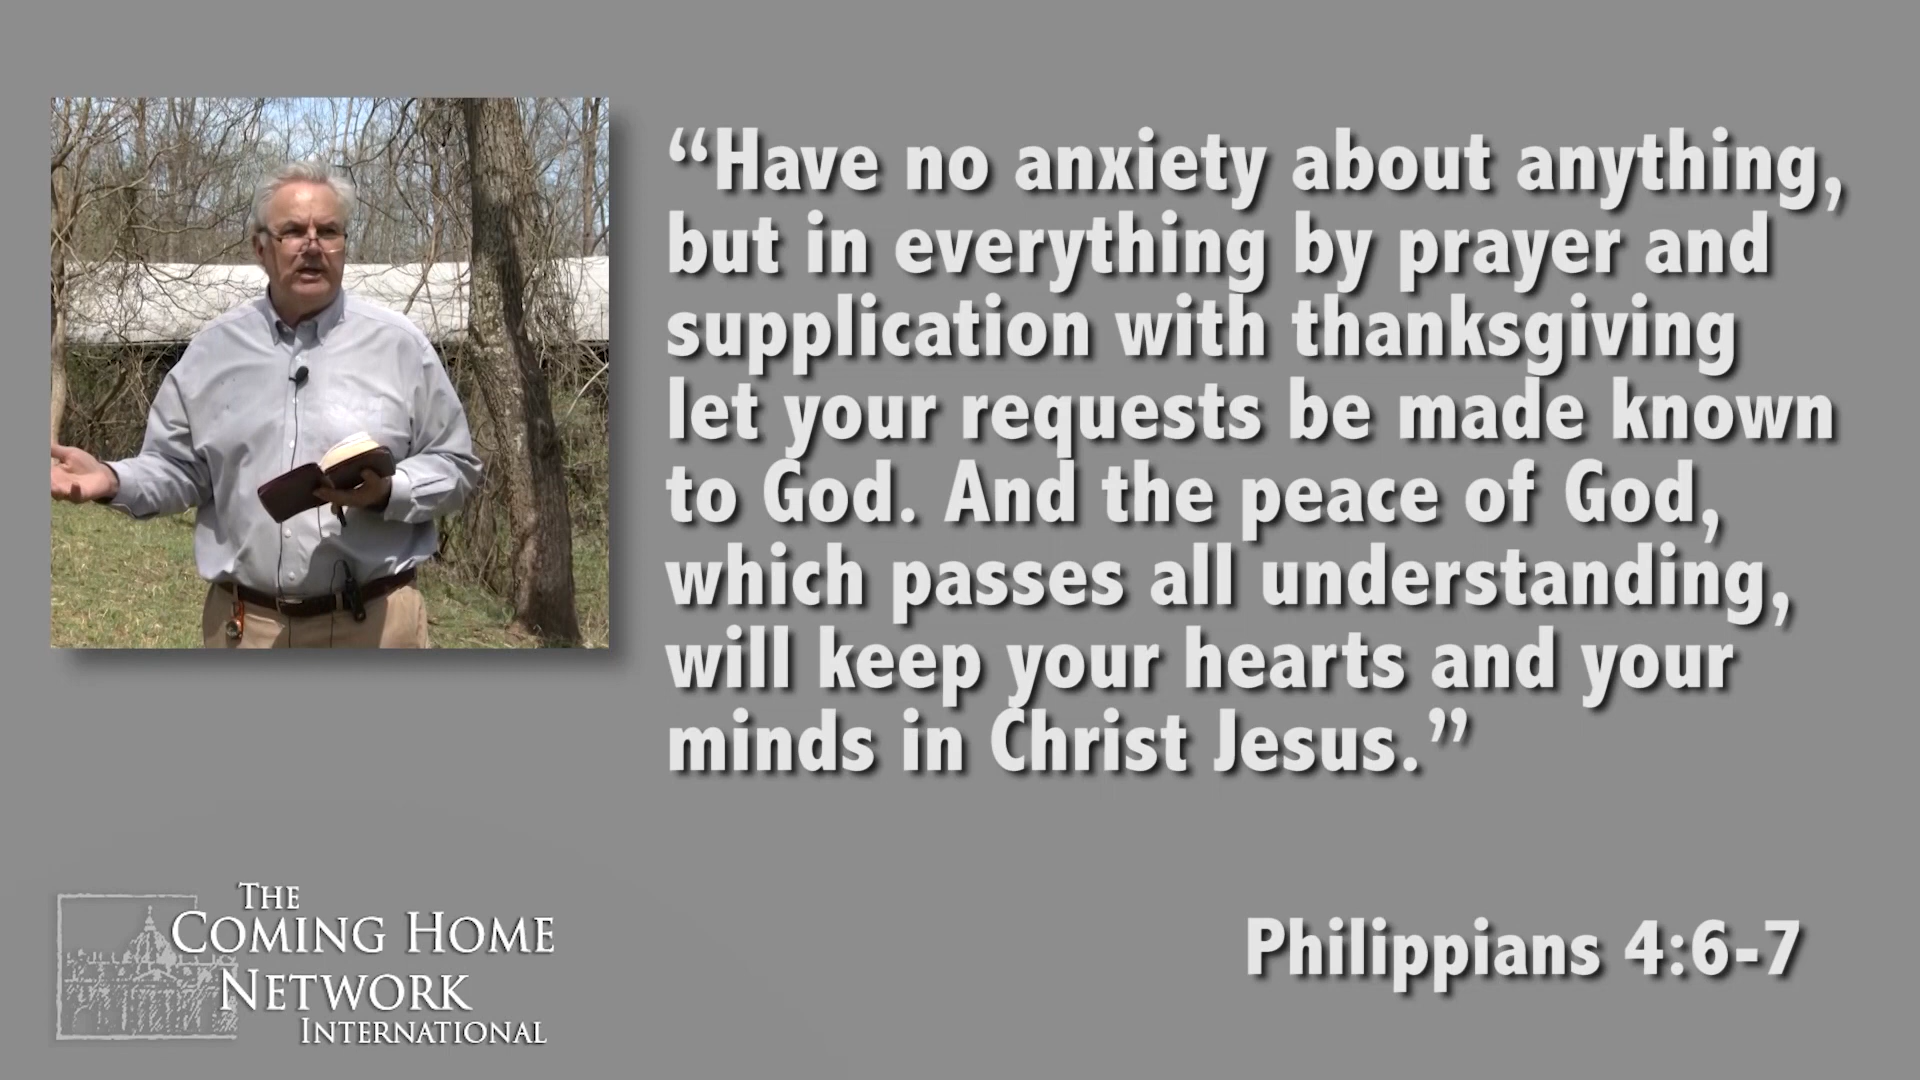 “Have no anxiety about anything,
but in everything by prayer and
supplication with thanksgiving
let your requests be made known
to God. And the peace of God,
which passes all understanding,
will keep your hearts and your
minds in Christ Jesus.”
Philippians 4:6-7
THE
COMING HOME
NETWORK
INTERNATIONAL